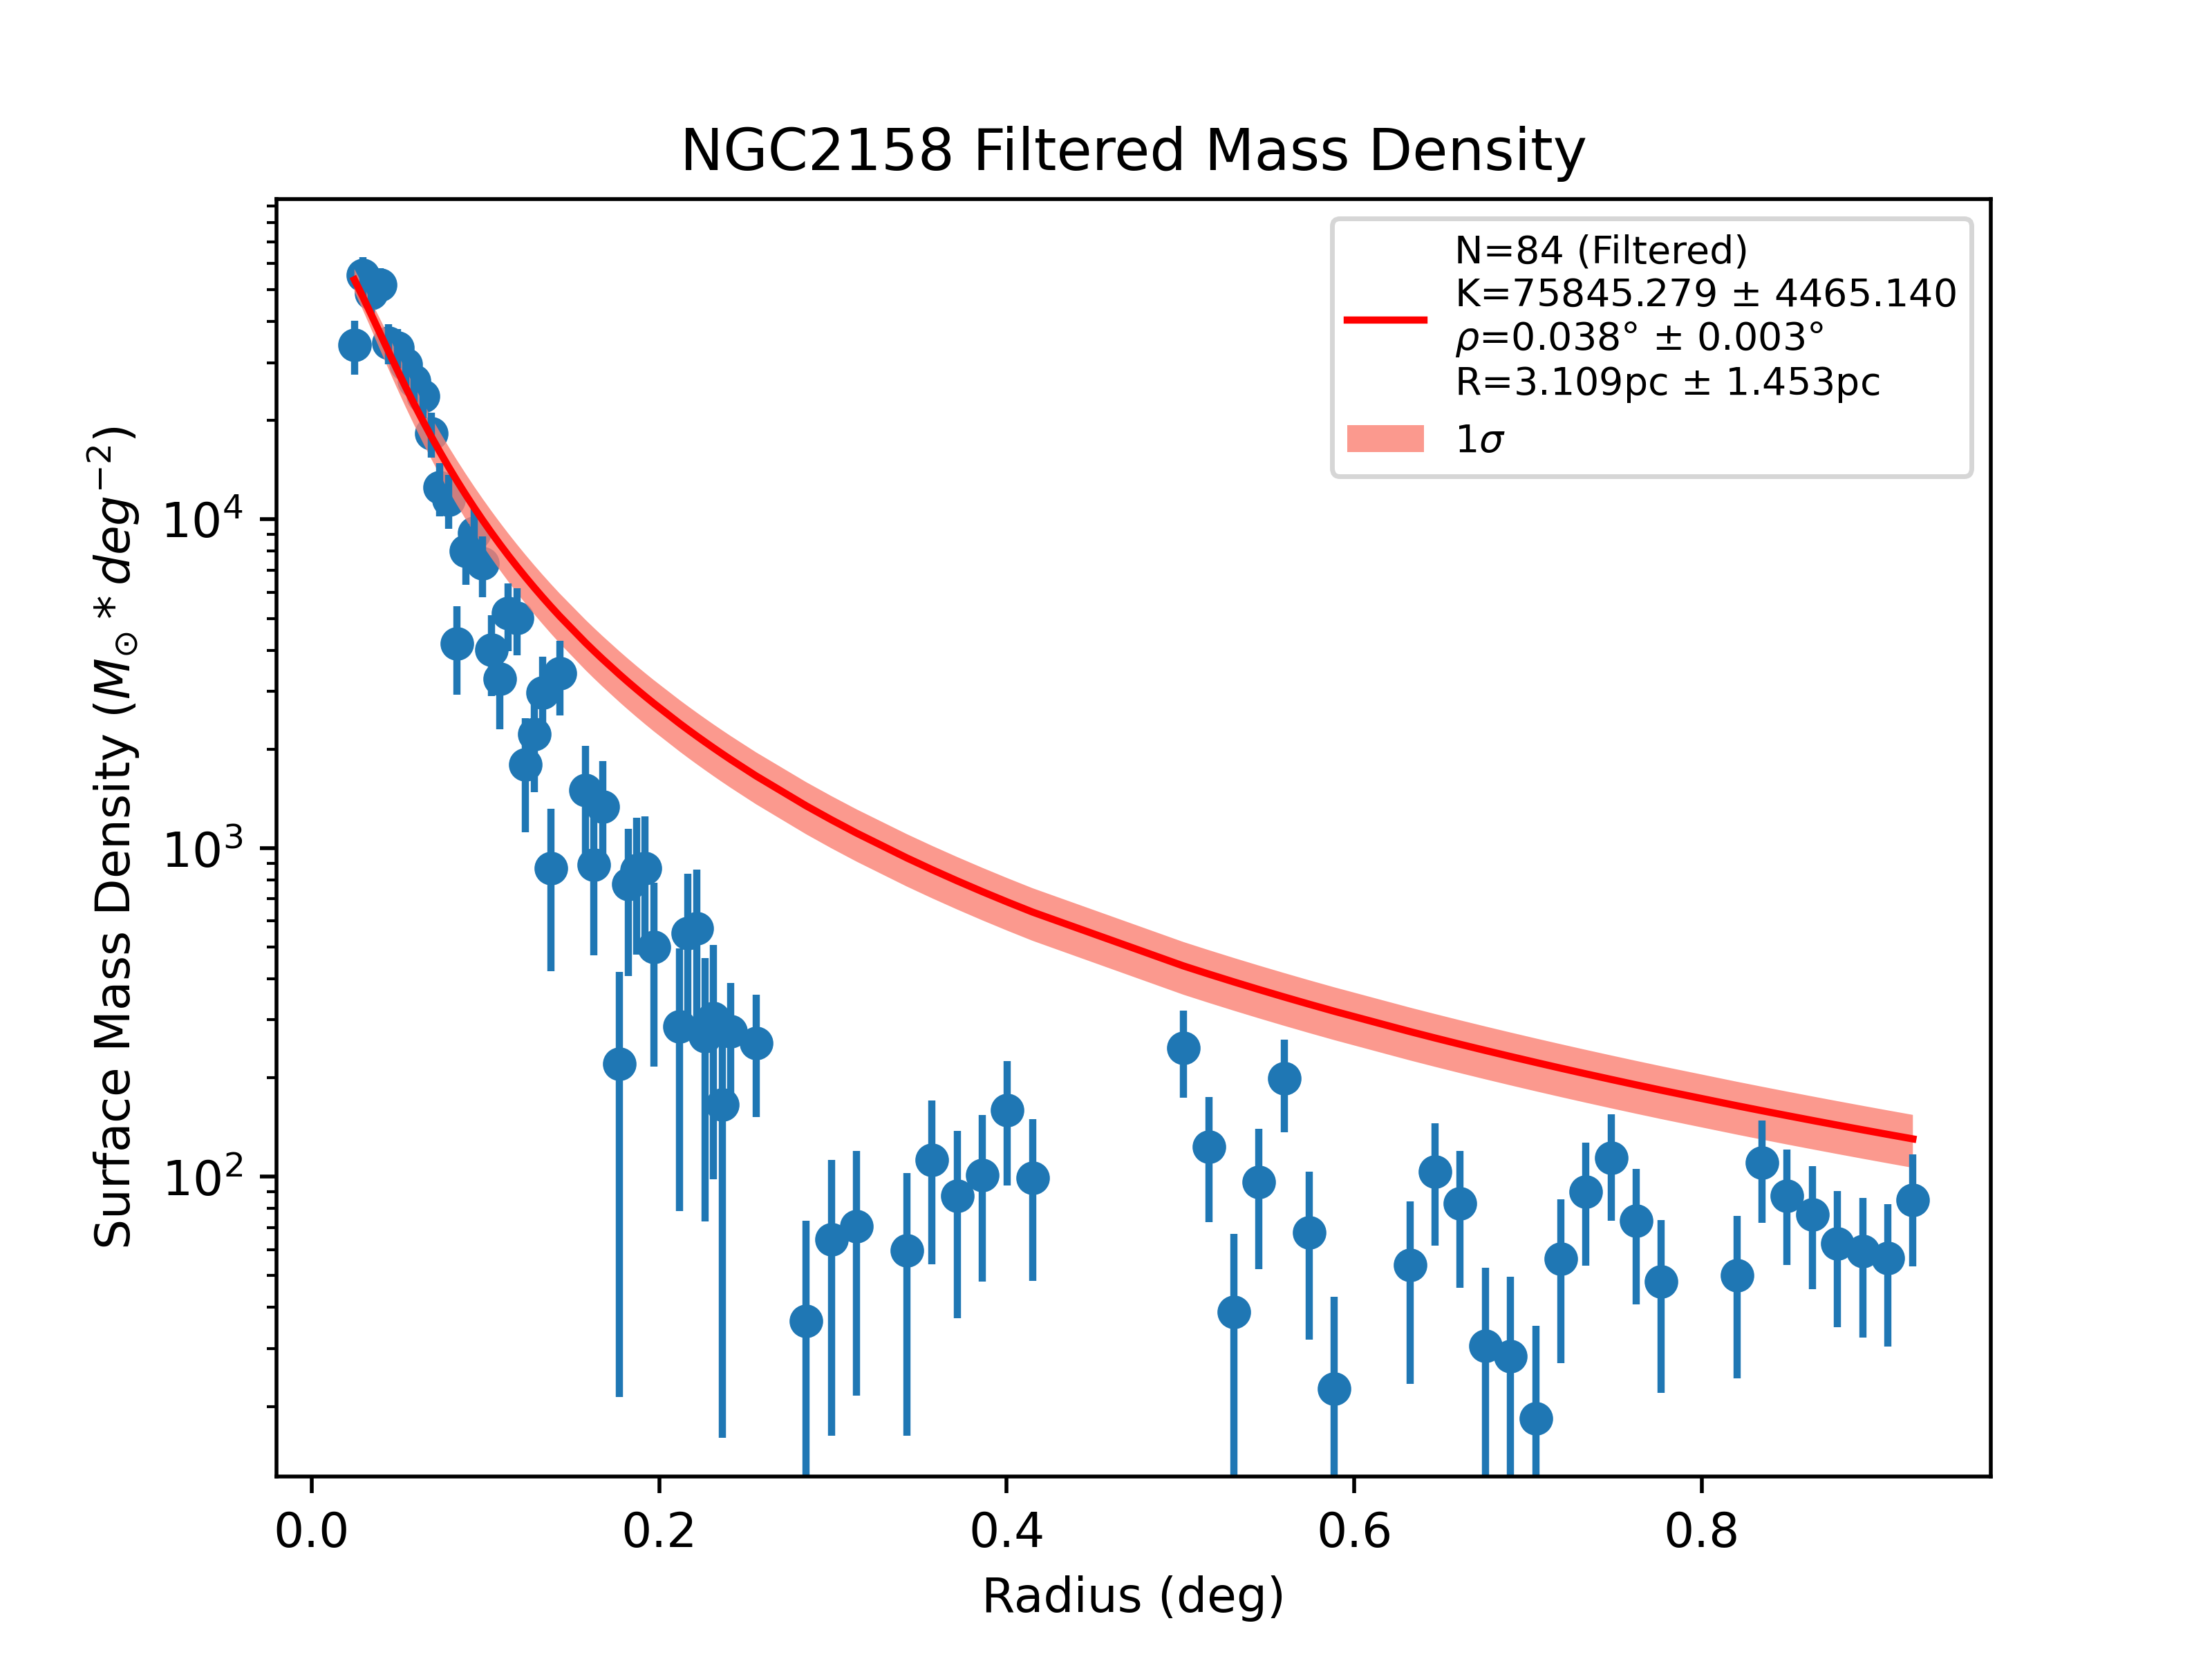 NGC2158 Filtered Mass Density
N=84 (Filtered)
K=75845.279 ± 4465.140
ρ=0.038° ± 0.003°
R=3.109pc ± 1.453pc
1σ
Surface Mass Density (M⊙ * deg⁻²)
10⁴
10³
10²
0.0 0.2 0.4 0.6 0.8
Radius (deg)